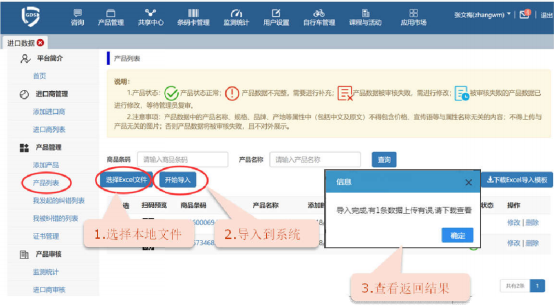 GDS
咨询
产品管理
共享中心
条码卡管理
监测统计
用户设置
自行车管理
课程与活动
应用市场
张文梅(zhangwm)
退出
进口数据
平台简介
首页
进口商管理
添加进口商
进口商列表
产品管理
添加产品
产品列表
我发起的纠错列表
我被纠错的列表
证书管理
产品审核
监测统计
进口商审核
产品列表
说明:
1.产品状态: 产品状态正常; 产品数据不完整,需要进行补充; 产品数据被审核失败,需进行修改; 被审核失败的产品数据已
进行修改,等待管理员复审。
2.注意事项:产品数据中的产品名称、规格、品牌、产地等属性中(包括中文及原文)不得包含价格、宣传语等与属性名称无关的内容;不得上传与
产品无关的图片;否则产品数据将被审核失败,且不对外展示。
商品条码 请输入商品条码 产品名称 请输入产品名称 查询
选择Excel文件 开始导入 下载Excel导入模板
选 扫码预览 商品条码 产品名称 状态 操作
修改 | 删除
修改 | 删除
信息
导入完成,有1条数据上传有误,请下载查看
确定
1.选择本地文件
2.导入到系统
3.查看返回结果
1